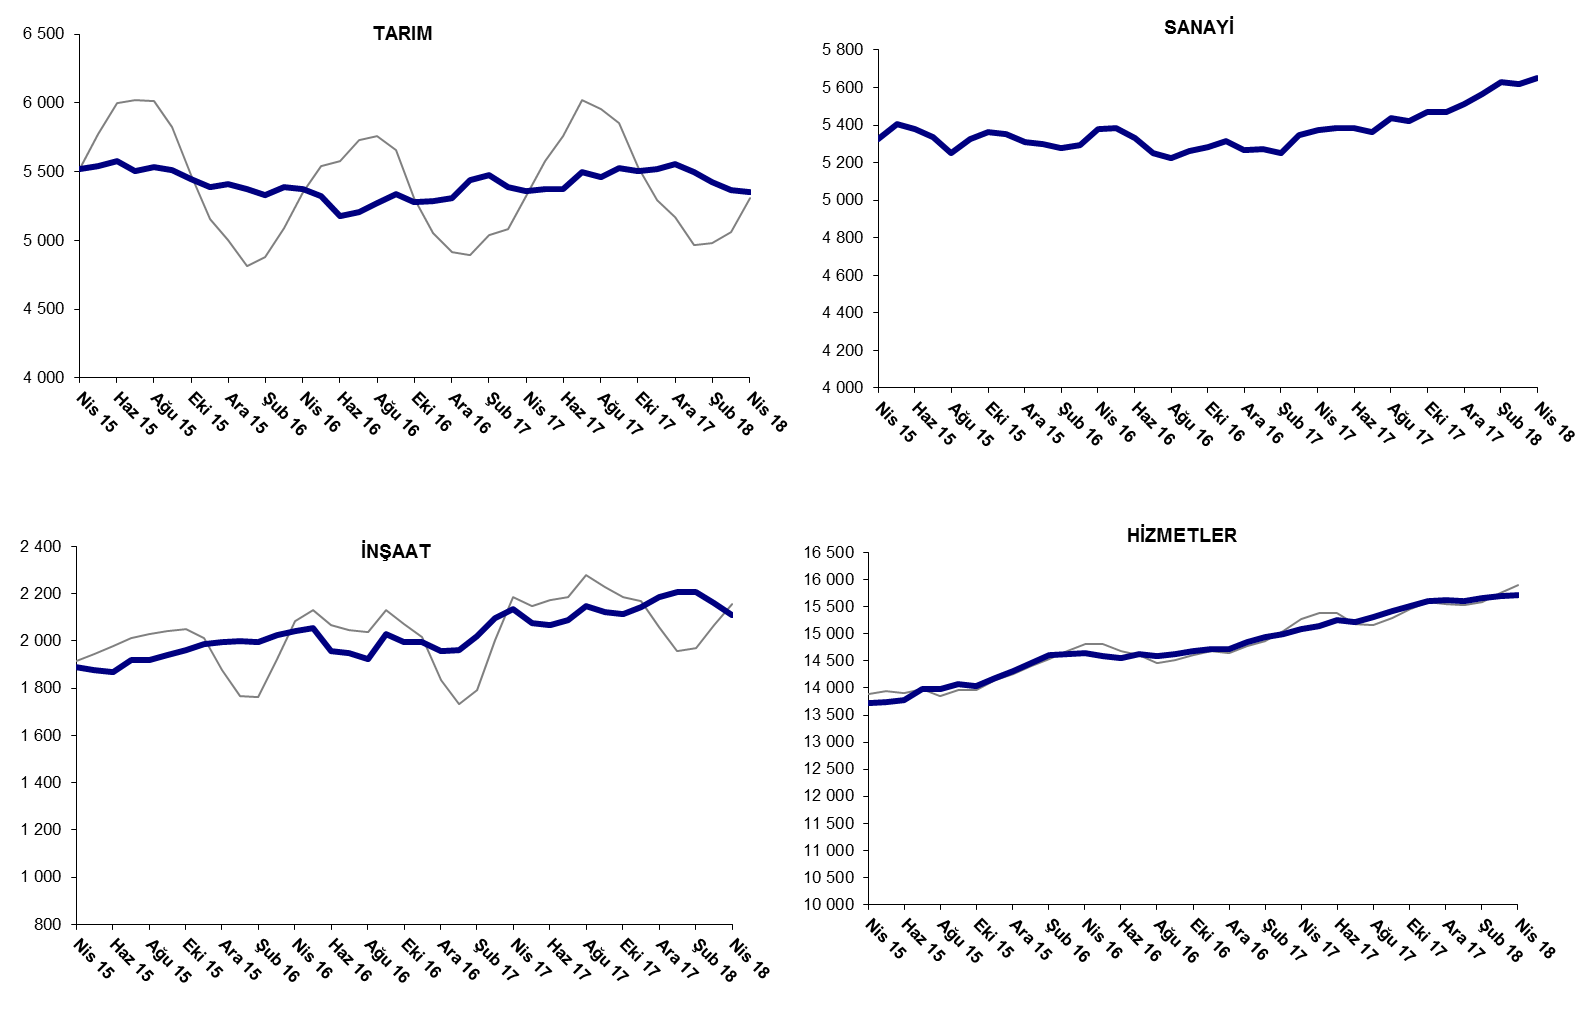 TARIM
6 500
6 000
5 500
5 000
4 500
4 000
Nis 15
Haz 15
Ağu 15
Eki 15
Ara 15
Şub 16
Nis 16
Haz 16
Ağu 16
Eki 16
Ara 16
Şub 17
Nis 17
Haz 17
Ağu 17
Eki 17
Ara 17
Şub 18
Nis 18
SANAYİ
5 800
5 600
5 400
5 200
5 000
4 800
4 600
4 400
4 200
4 000
Nis 15
Haz 15
Ağu 15
Eki 15
Ara 15
Şub 16
Nis 16
Haz 16
Ağu 16
Eki 16
Ara 16
Şub 17
Nis 17
Haz 17
Ağu 17
Eki 17
Ara 17
Şub 18
Nis 18
İNŞAAT
2 400
2 200
2 000
1 800
1 600
1 400
1 200
1 000
800
Nis 15
Haz 15
Ağu 15
Eki 15
Ara 15
Şub 16
Nis 16
Haz 16
Ağu 16
Eki 16
Ara 16
Şub 17
Nis 17
Haz 17
Ağu 17
Eki 17
Ara 17
Şub 18
Nis 18
HİZMETLER
16 500
16 000
15 500
15 000
14 500
14 000
13 500
13 000
12 500
12 000
11 500
11 000
10 500
10 000
Nis 15
Haz 15
Ağu 15
Eki 15
Ara 15
Şub 16
Nis 16
Haz 16
Ağu 16
Eki 16
Ara 16
Şub 17
Nis 17
Haz 17
Ağu 17
Eki 17
Ara 17
Şub 18
Nis 18